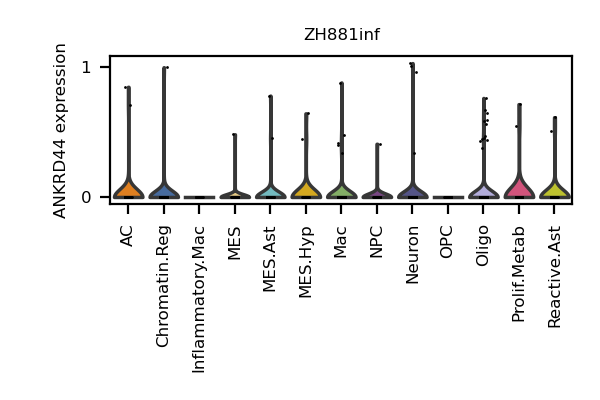 ZH881inf
ANKRD44 expression
1
0
AC
Chromatin.Reg
Inflammatory.Mac
MES
MES.Ast
MES.Hyp
Mac
NPC
Neuron
OPC
Oligo
Prolif.Metab
Reactive.Ast